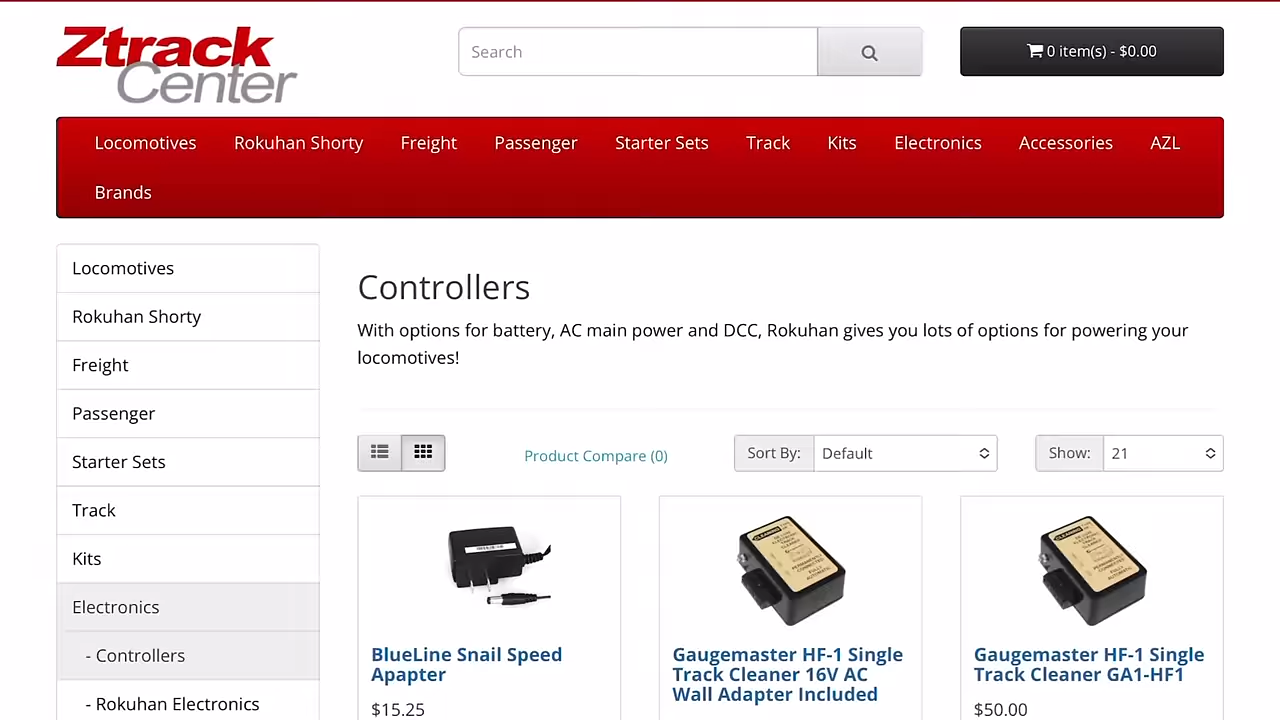 Ztrack
Center
Search
0 item(s) - $0.00
Locomotives Rokuhan Shorty Freight Passenger Starter Sets Track Kits Electronics Accessories AZL
Brands
Locomotives
Rokuhan Shorty
Freight
Passenger
Starter Sets
Track
Kits
Electronics
- Controllers
- Rokuhan Electronics
Controllers
With options for battery, AC main power and DCC, Rokuhan gives you lots of options for powering your
locomotives!
Product Compare (0)
Sort By: Default
Show: 21
BlueLine Snail Speed
Apapter
$15.25
CLEANING
Gaugemaster HF-1 Single
Track Cleaner 16V AC
Wall Adapter Included
CLEANING
Gaugemaster HF-1 Single
Track Cleaner GA1-HF1
$50.00